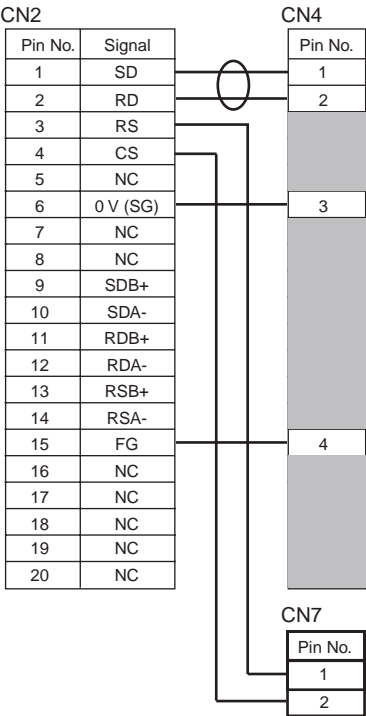 CN2 CN4
Pin No. Signal Pin No.
1 SD 1
2 RD 2
3 RS
4 CS
5 NC
6 0 V (SG) 3
7 NC
8 NC
9 SDB+
10 SDA-
11 RDB+
12 RDA-
13 RSB+
14 RSA-
15 FG 4
16 NC
17 NC
18 NC
19 NC
20 NC
CN7
Pin No.
1
2